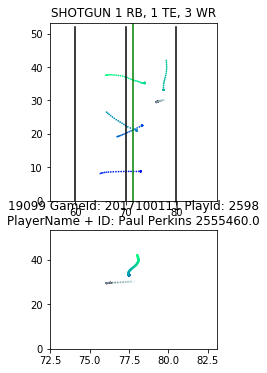 SHOTGUN 1 RB, 1 TE, 3 WR
50
40
30
20
10
0
60 70 80
19099 GameId: 2017100111 PlayId: 2598
PlayerName + ID: Paul Perkins 2555460.0
40
20
0
72.5 75.0 77.5 80.0 82.5